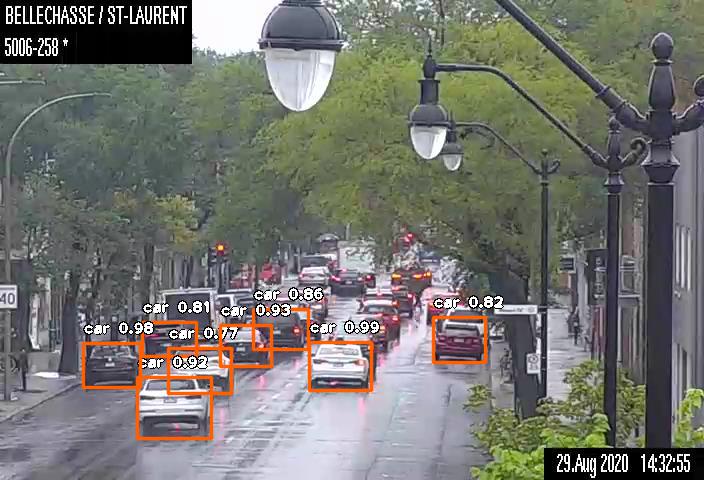 BELLECHASSE / ST-LAURENT
5006-258 *
40
car 0.86
car 0.81
car 0.93
car 0.82
car 0.98
car 0.77
car 0.99
car 0.92
29.Aug 2020 14:32:55